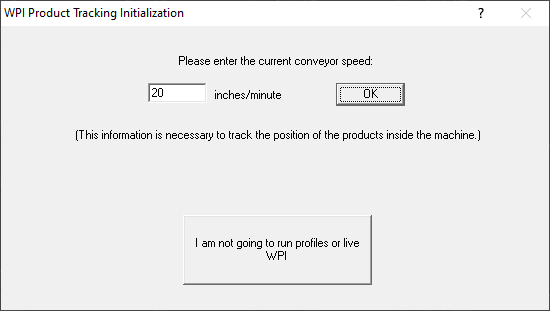 WPI Product Tracking Initialization
?
Please enter the current conveyor speed:
20 inches/minute OK
(This information is necessary to track the position of the products inside the machine.)
I am not going to run profiles or live
WPI